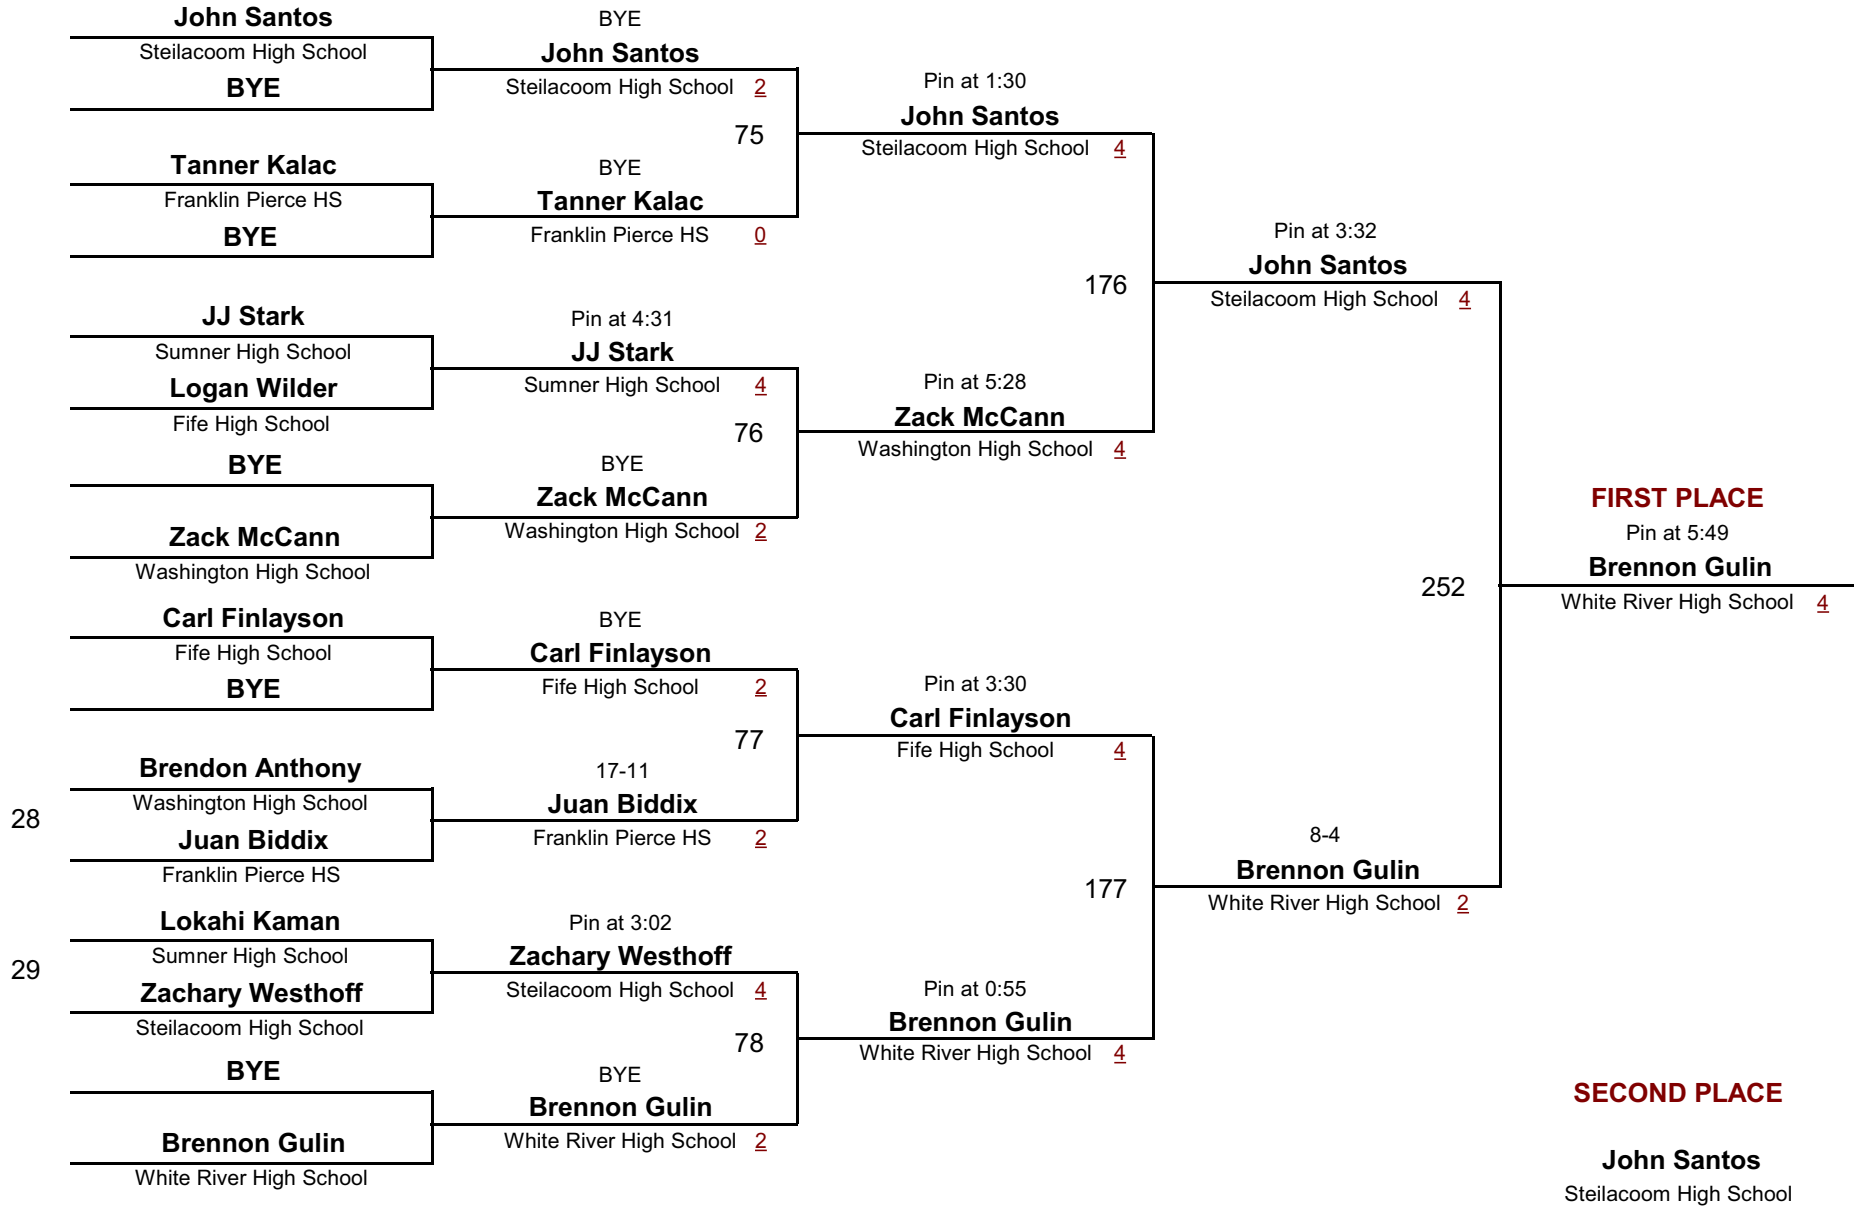 John Santos
Steilacoom High School
BYE
Tanner Kalac
Franklin Pierce HS
BYE
JJ Stark
Sumner High School
Logan Wilder
Fife High School
BYE
Zack McCann
Washington High School
Carl Finlayson
Fife High School
BYE
28
Brendon Anthony
Washington High School
Juan Biddix
Franklin Pierce HS
29
Lokahi Kaman
Sumner High School
Zachary Westhoff
Steilacoom High School
BYE
Brennon Gulin
White River High School
BYE
John Santos
Steilacoom High School 2
75
BYE
Tanner Kalac
Franklin Pierce HS 0
Pin at 4:31
JJ Stark
Sumner High School 4
76
BYE
Zack McCann
Washington High School 2
BYE
Carl Finlayson
Fife High School 2
77
17-11
Juan Biddix
Franklin Pierce HS 2
Pin at 3:02
Zachary Westhoff
Steilacoom High School 4
78
BYE
Brennon Gulin
White River High School 2
Pin at 1:30
John Santos
Steilacoom High School 4
176
Pin at 5:28
Zack McCann
Washington High School 4
Pin at 3:30
Carl Finlayson
Fife High School 4
177
Pin at 0:55
Brennon Gulin
White River High School 4
Pin at 3:32
John Santos
Steilacoom High School 4
252
8-4
Brennon Gulin
White River High School 2
FIRST PLACE
Pin at 5:49
Brennon Gulin
White River High School 4
SECOND PLACE
John Santos
Steilacoom High School